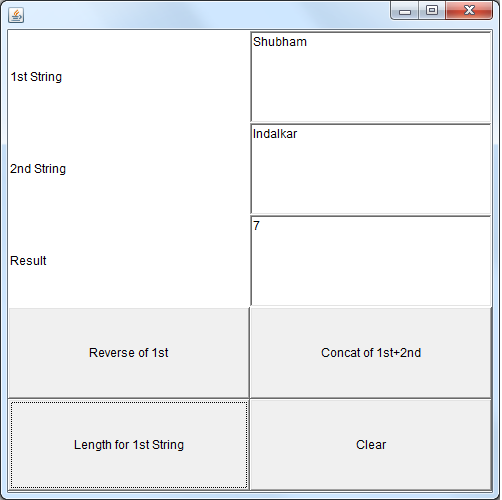 1st String
Shubham
2nd String
Indalkar
Result
7
Reverse of 1st
Concat of 1st+2nd
Length for 1st String
Clear